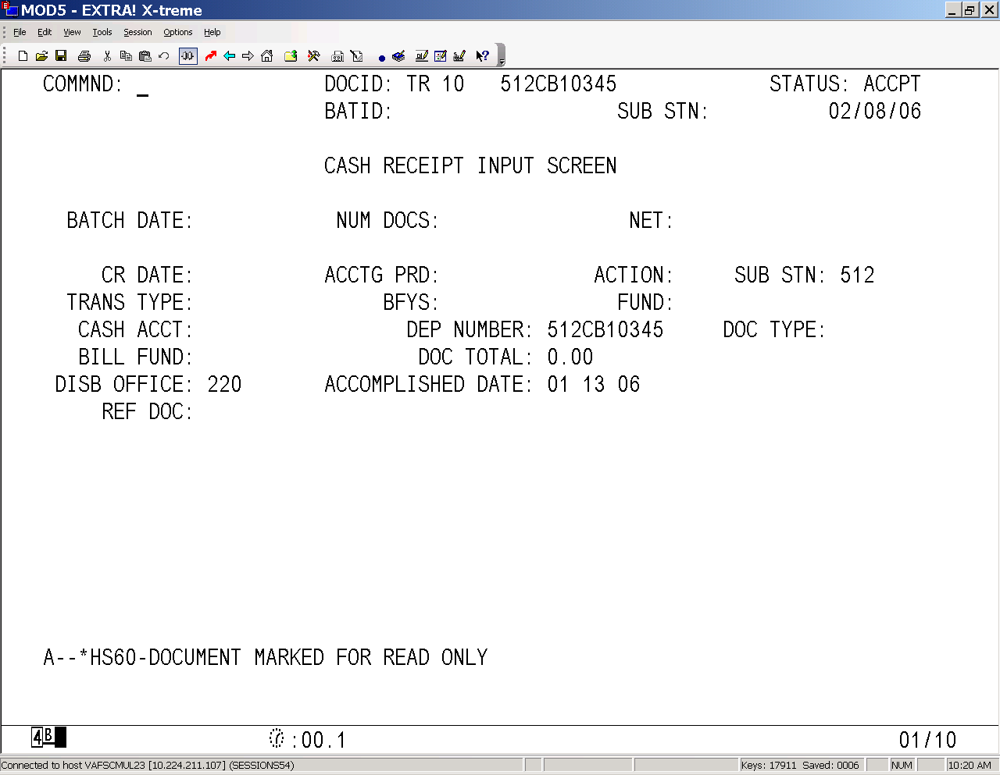 MOD5 - EXTRA! X-treme
File Edit View Tools Session Options Help
COMMND: _ DOCID: TR 10 512CB10345 STATUS: ACCPT
BATID: SUB STN: 02/08/06
CASH RECEIPT INPUT SCREEN
BATCH DATE: NUM DOCS: NET:
CR DATE: ACCTG PRD: ACTION: SUB STN: 512
TRANS TYPE: BFYS: FUND:
CASH ACCT: DEP NUMBER: 512CB10345 DOC TYPE:
BILL FUND: DOC TOTAL: 0.00
DISB OFFICE: 220 ACCOMPLISHED DATE: 01 13 06
REF DOC:
A--*HS60-DOCUMENT MARKED FOR READ ONLY
4B :00.1 01/10
Connected to host VAFSCMUL23 [10.224.211.107] (SESSIONS54) Keys: 17911 Saved: 0006 NUM 10:20 AM